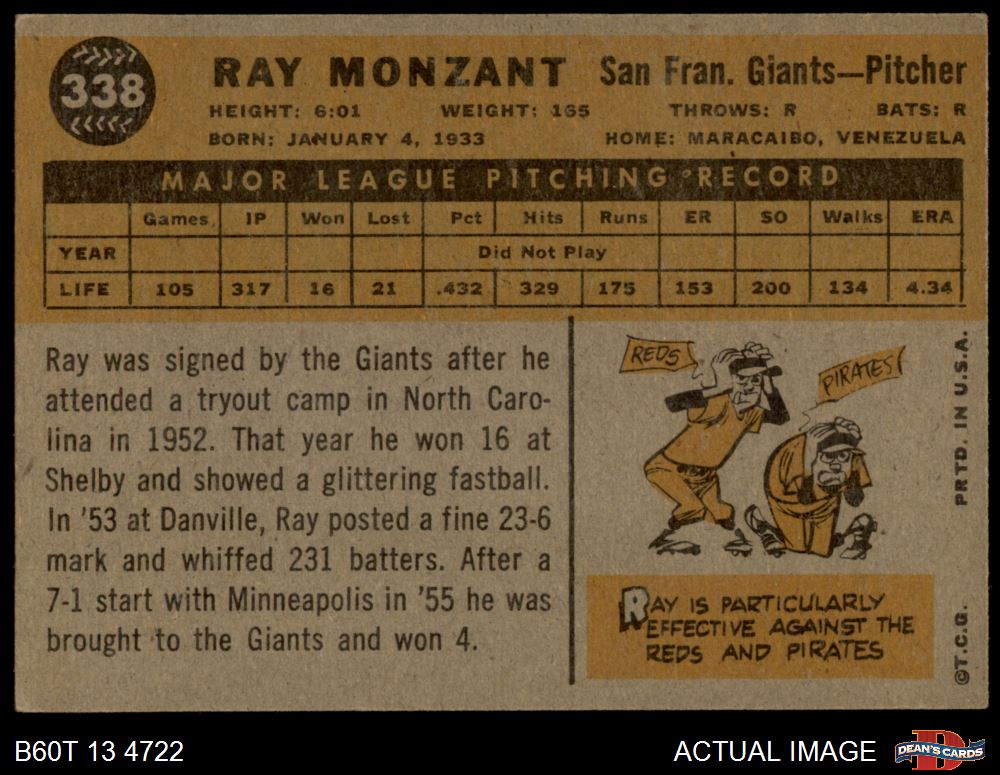 338
RAY MONZANT San Fran. Giants—Pitcher
HEIGHT: 6:01 WEIGHT: 165 THROWS: R BATS: R
BORN: JANUARY 4, 1933 HOME: MARACAIBO, VENEZUELA
MAJOR LEAGUE PITCHING RECORD
Games IP Won Lost Pct Hits Runs ER SO Walks ERA
YEAR Did Not Play
LIFE 105 317 16 21 .432 329 175 153 200 134 4.34
Ray was signed by the Giants after he
attended a tryout camp in North Caro-
lina in 1952. That year he won 16 at
Shelby and showed a glittering fastball.
In '53 at Danville, Ray posted a fine 23-6
mark and whiffed 231 batters. After a
7-1 start with Minneapolis in '55 he was
brought to the Giants and won 4.
REDS
PIRATES
RAY IS PARTICULARLY
EFFECTIVE AGAINST THE
REDS AND PIRATES
©T.C.G. PRTD. IN U.S.A.
B60T 13 4722 ACTUAL IMAGE
D
DEAN'S CARDS